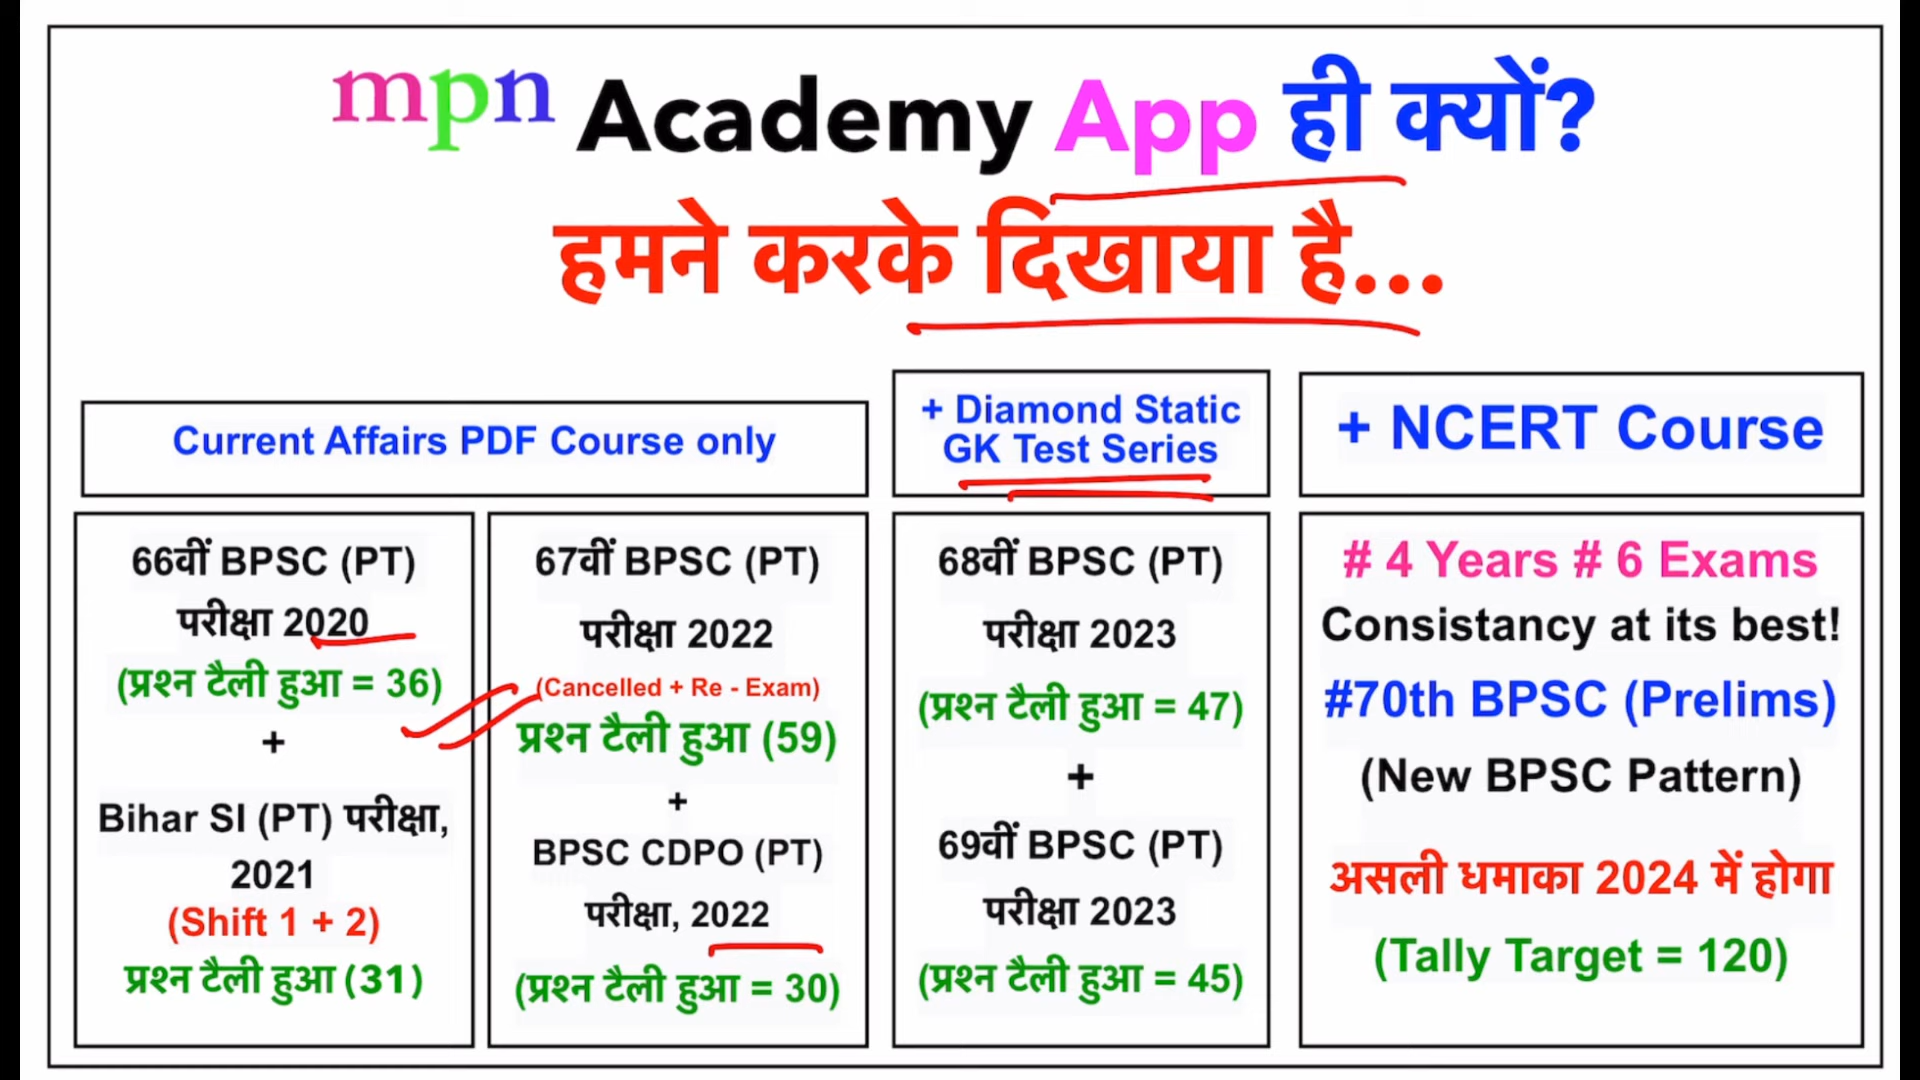 mpn Academy App ही क्यों?
हमने करके दिखाया है...
Current Affairs PDF Course only
+ Diamond Static
GK Test Series
+ NCERT Course
66वीं BPSC (PT)
परीक्षा 2020
(प्रश्न टैली हुआ = 36)
+
Bihar SI (PT) परीक्षा,
2021
(Shift 1 + 2)
प्रश्न टैली हुआ (31)
67वीं BPSC (PT)
परीक्षा 2022
(Cancelled + Re - Exam)
प्रश्न टैली हुआ (59)
+
BPSC CDPO (PT)
परीक्षा, 2022
(प्रश्न टैली हुआ = 30)
68वीं BPSC (PT)
परीक्षा 2023
(प्रश्न टैली हुआ = 47)
+
69वीं BPSC (PT)
परीक्षा 2023
(प्रश्न टैली हुआ = 45)
# 4 Years # 6 Exams
Consistancy at its best!
#70th BPSC (Prelims)
(New BPSC Pattern)
असली धमाका 2024 में होगा
(Tally Target = 120)